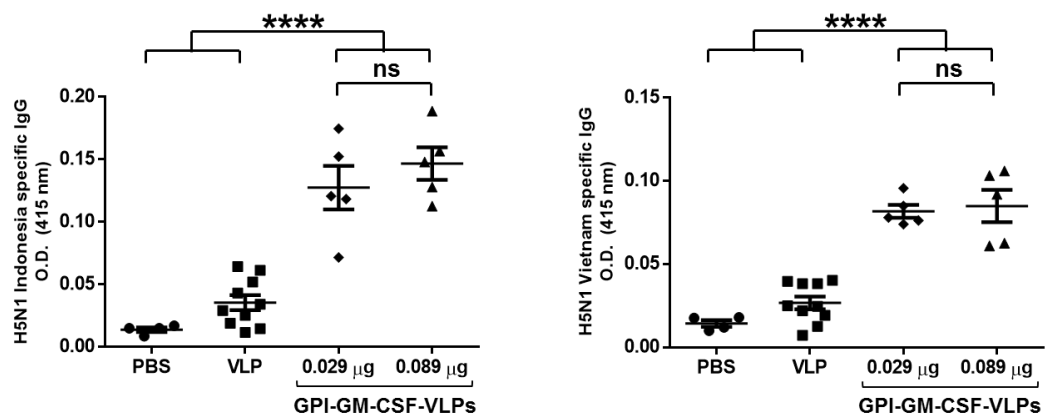 ****
ns
H5N1 Indonesia specific IgG
O.D. (415 nm)
0.20
0.15
0.10
0.05
0.00
PBS
VLP
0.029 μg
0.089 μg
GPI-GM-CSF-VLPs
****
ns
H5N1 Vietnam specific IgG
O.D. (415 nm)
0.15
0.10
0.05
0.00
PBS
VLP
0.029 μg
0.089 μg
GPI-GM-CSF-VLPs